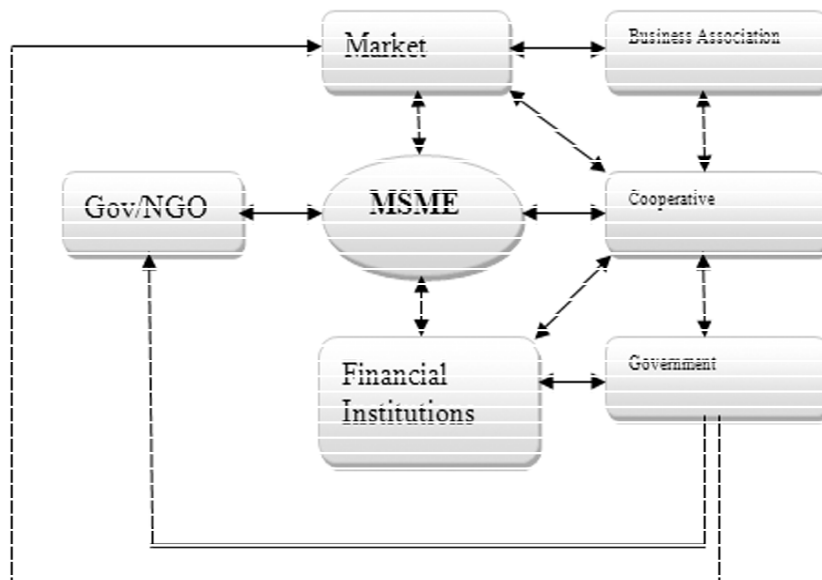 Market
Business Association
Gov/NGO
MSME
Cooperative
Financial
Institutions
Government